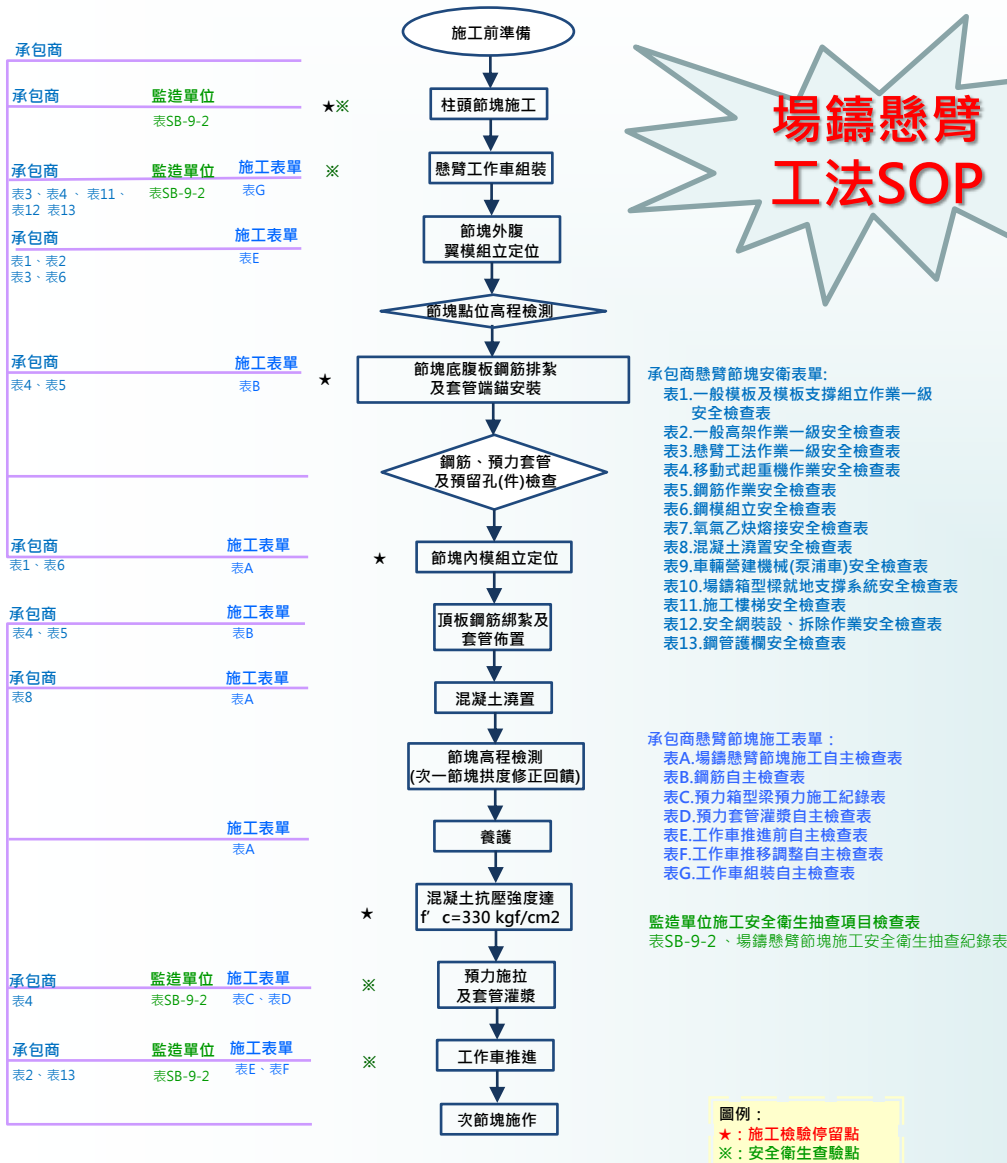 場鑄懸臂
工法SOP
施工前準備
承包商
承包商 監造單位
表SB-9-2
★※
柱頭節塊施工
承包商 監造單位 施工表單
表3、表4 、 表11、
表12 表13
表SB-9-2
表G
※
懸臂工作車組裝
承包商 施工表單
表1、表2
表3、表6
表E
節塊外腹
翼模組立定位
節塊點位高程檢測
承包商 施工表單
表4、表5 表B
★
節塊底腹板鋼筋排紮
及套管端錨安裝
鋼筋、預力套管
及預留孔(件)檢查
承包商 施工表單
表1、表6 表A
★
節塊內模組立定位
承包商 施工表單
表4、表5 表B
頂板鋼筋綁紮及
套管佈置
承包商 施工表單
表8 表A
混凝土澆置
節塊高程檢測
(次一節塊拱度修正回饋)
施工表單
表A
養護
★
混凝土抗壓強度達
f’ c=330 kgf/cm2
承包商 監造單位 施工表單
表4 表SB-9-2 表C、表D
※
預力施拉
及套管灌漿
承包商 監造單位 施工表單
表2、表13 表SB-9-2 表E、表F
※
工作車推進
次節塊施作
承包商懸臂節塊安衛表單:
表1.一般模板及模板支撐組立作業一級
安全檢查表
表2.一般高架作業一級安全檢查表
表3.懸臂工法作業一級安全檢查表
表4.移動式起重機作業安全檢查表
表5.鋼筋作業安全檢查表
表6.鋼模組立安全檢查表
表7.氧氣乙炔熔接安全檢查表
表8.混凝土澆置安全檢查表
表9.車輛營建機械(泵浦車)安全檢查表
表10.場鑄箱型樑就地支撐系統安全檢查表
表11.施工樓梯安全檢查表
表12.安全網裝設、拆除作業安全檢查表
表13.鋼管護欄安全檢查表
承包商懸臂節塊施工表單：
表A.場鑄懸臂節塊施工自主檢查表
表B.鋼筋自主檢查表
表C.預力箱型梁預力施工紀錄表
表D.預力套管灌漿自主檢查表
表E.工作車推進前自主檢查表
表F.工作車推移調整自主檢查表
表G.工作車組裝自主檢查表
監造單位施工安全衛生抽查項目檢查表
表SB-9-2 、場鑄懸臂節塊施工安全衛生抽查紀錄表
圖例：
★：施工檢驗停留點
※：安全衛生查驗點